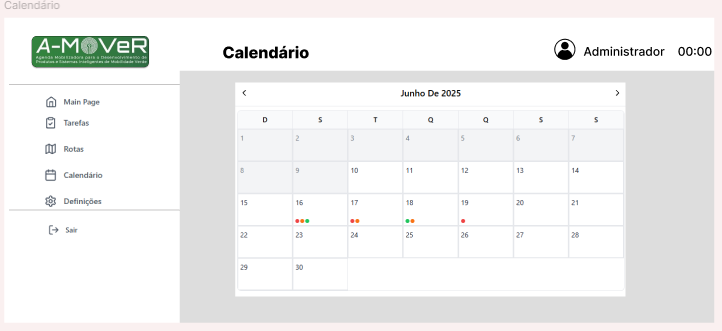 Calendário
A-MOVeR
Agenda Mobilizadora para o Desenvolvimento de
Produtos e Sistemas Inteligentes de Mobilidade Verde
Calendário
Administrador 00:00
Main Page
Tarefas
Rotas
Calendário
Definições
Sair
Junho De 2025
D S T Q Q S S
1 2 3 4 5 6 7
8 9 10 11 12 13 14
15 16 17 18 19 20 21
22 23 24 25 26 27 28
29 30